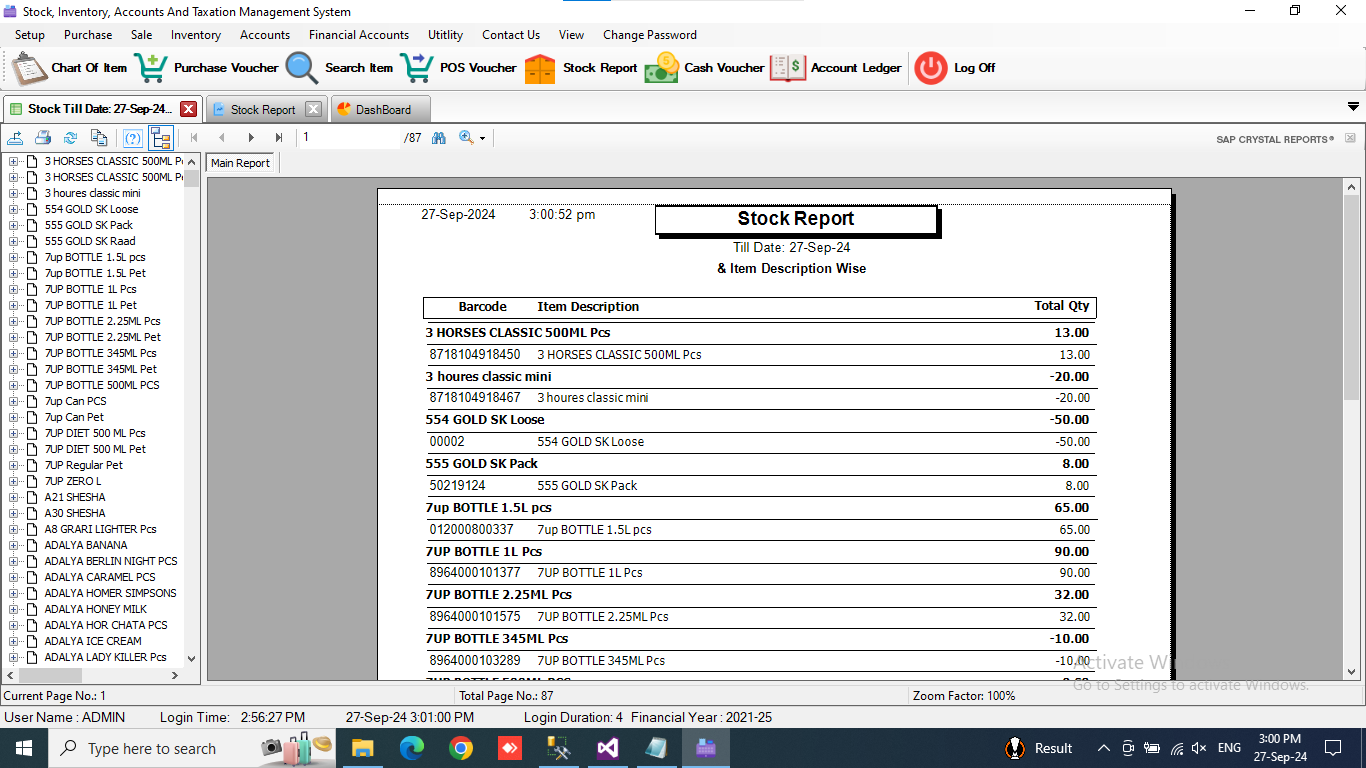 Stock, Inventory, Accounts And Taxation Management System
Setup Purchase Sale Inventory Accounts Financial Accounts Utitlity Contact Us View Change Password
Chart Of Item Purchase Voucher Search Item POS Voucher Stock Report Cash Voucher Account Ledger Log Off
Stock Till Date: 27-Sep-24... Stock Report DashBoard
1 /87 SAP CRYSTAL REPORTS®
Main Report
3 HORSES CLASSIC 500ML P
3 HORSES CLASSIC 500ML P
3 houres classic mini
554 GOLD SK Loose
555 GOLD SK Pack
555 GOLD SK Raad
7up BOTTLE 1.5L pcs
7up BOTTLE 1.5L Pet
7UP BOTTLE 1L Pcs
7UP BOTTLE 1L Pet
7UP BOTTLE 2.25ML Pcs
7UP BOTTLE 2.25ML Pet
7UP BOTTLE 345ML Pcs
7UP BOTTLE 345ML Pet
7UP BOTTLE 500ML PCS
7up Can PCS
7up Can Pet
7UP DIET 500 ML Pcs
7UP DIET 500 ML Pet
7UP Regular Pet
7UP ZERO L
A21 SHESHA
A30 SHESHA
A8 GRARI LIGHTER Pcs
ADALYA BANANA
ADALYA BERLIN NIGHT PCS
ADALYA CARAMEL PCS
ADALYA HOMER SIMPSONS
ADALYA HONEY MILK
ADALYA HOR CHATA PCS
ADALYA ICE CREAM
ADALYA LADY KILLER Pcs
27-Sep-2024 3:00:52 pm Stock Report
Till Date: 27-Sep-24
& Item Description Wise
Barcode Item Description Total Qty
3 HORSES CLASSIC 500ML Pcs 13.00
8718104918450 3 HORSES CLASSIC 500ML Pcs 13.00
3 houres classic mini -20.00
8718104918467 3 houres classic mini -20.00
554 GOLD SK Loose -50.00
00002 554 GOLD SK Loose -50.00
555 GOLD SK Pack 8.00
50219124 555 GOLD SK Pack 8.00
7up BOTTLE 1.5L pcs 65.00
012000800337 7up BOTTLE 1.5L pcs 65.00
7UP BOTTLE 1L Pcs 90.00
8964000101377 7UP BOTTLE 1L Pcs 90.00
7UP BOTTLE 2.25ML Pcs 32.00
8964000101575 7UP BOTTLE 2.25ML Pcs 32.00
7UP BOTTLE 345ML Pcs -10.00
8964000103289 7UP BOTTLE 345ML Pcs -10.00
Activate Wi
Go to Settings to activate Windows.
Current Page No.: 1 Total Page No.: 87 Zoom Factor: 100%
User Name : ADMIN Login Time: 2:56:27 PM 27-Sep-24 3:01:00 PM Login Duration: 4 Financial Year : 2021-25
Type here to search Result ENG 3:00 PM
27-Sep-24